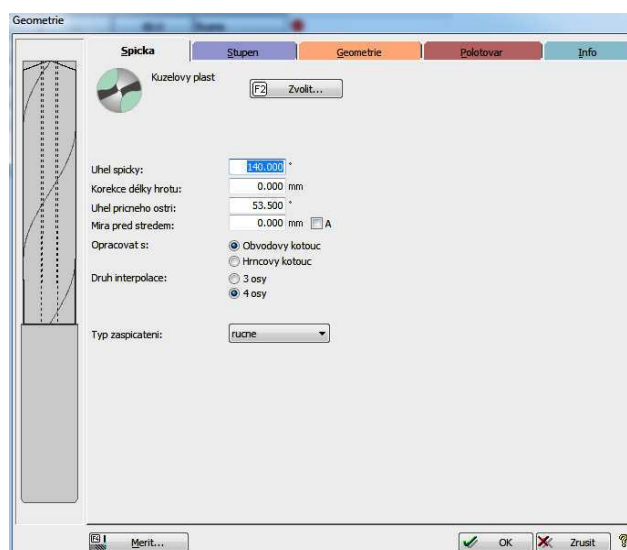 Geometrie
Spicka Stupen Geometrie Polotovar Info
Kuzelovy plast
F2 Zvolit...
Uhel spicky: 140.000 °
Korekce délky hrotu: 0.000 mm
Uhel pricneho ostri: 53.500 °
Mira pred stredem: 0.000 mm A
Opracovat s: Obvodovy kotouc
Hrncovy kotouc
Druh interpolace: 3 osy
4 osy
Typ zaspicateni: rucne
Merit... OK Zrusit ?